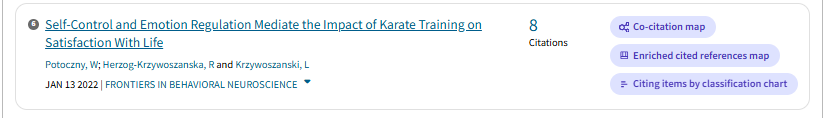 6 Self-Control and Emotion Regulation Mediate the Impact of Karate Training on
Satisfaction With Life
Potoczny, W; Herzog-Krzywoszanska, R and Krzywoszanski, L
JAN 13 2022 | FRONTIERS IN BEHAVIORAL NEUROSCIENCE
8
Citations
Co-citation map
Enriched cited references map
Citing items by classification chart